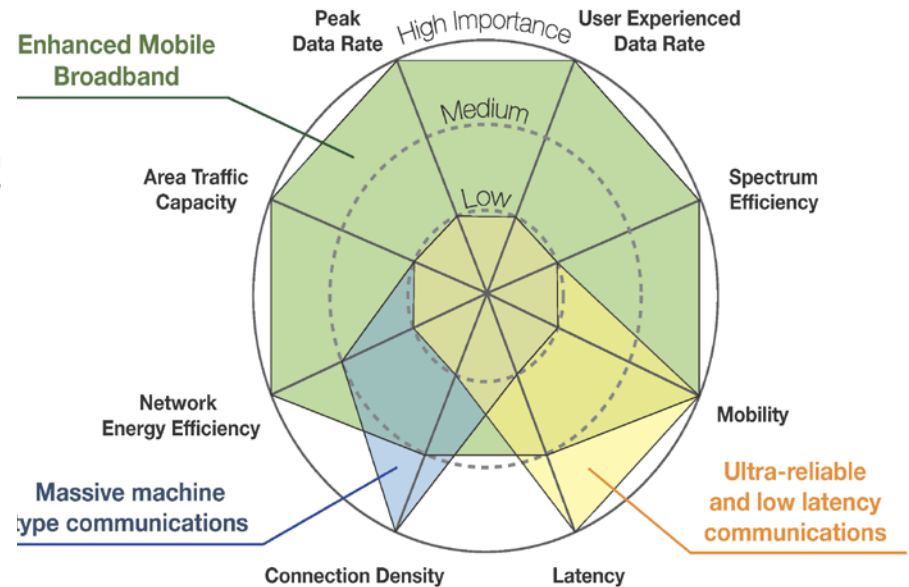 Peak
Data Rate
High Importance
User Experienced
Data Rate
Enhanced Mobile
Broadband
Medium
Area Traffic
Capacity
Low
Spectrum
Efficiency
Network
Energy Efficiency
Mobility
Massive machine
type communications
Ultra-reliable
and low latency
communications
Connection Density
Latency